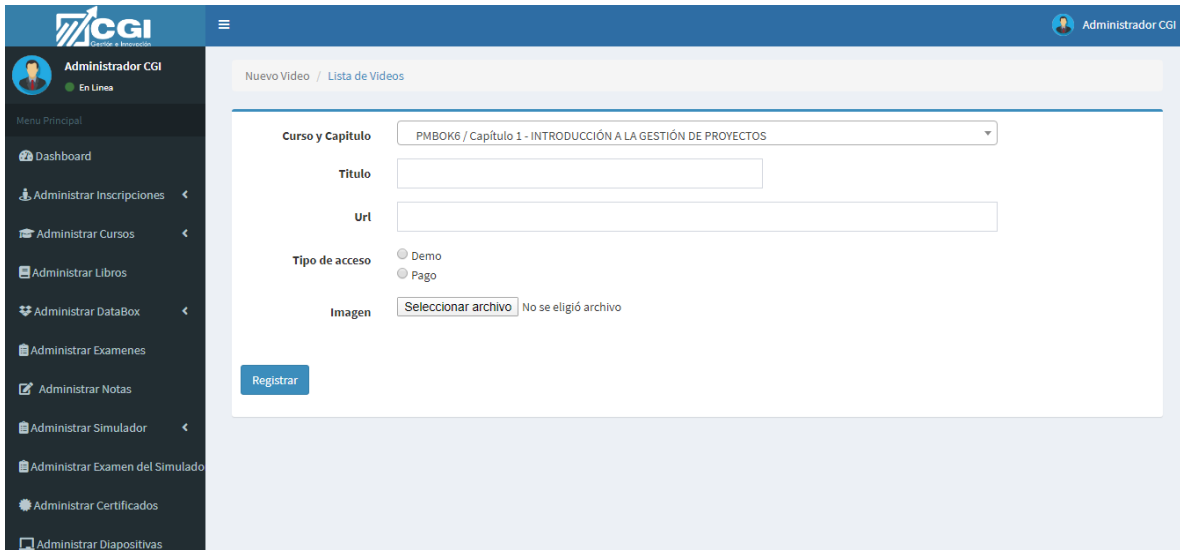 CGI
Gestión e Innovación
Administrador CGI
Administrador CGI
En Linea
Nuevo Video / Lista de Videos
Menu Principal
Dashboard
Administrar Inscripciones
Administrar Cursos
Administrar Libros
Administrar DataBox
Administrar Examenes
Administrar Notas
Administrar Simulador
Administrar Examen del Simulado
Administrar Certificados
Administrar Diapositivas
Curso y Capitulo
PMBOK6 / Capítulo 1 - INTRODUCCIÓN A LA GESTIÓN DE PROYECTOS
Titulo
Url
Tipo de acceso
Demo
Pago
Imagen
Seleccionar archivo No se eligió archivo
Registrar